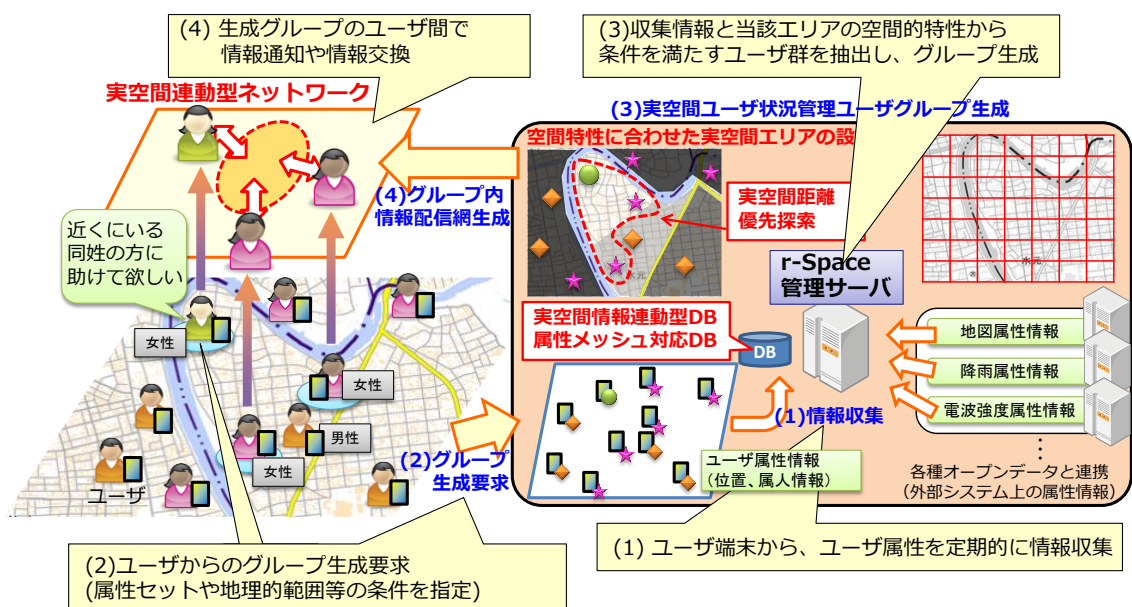 (4) 生成グループのユーザ間で
情報通知や情報交換
(3)収集情報と当該エリアの空間的特性から
条件を満たすユーザ群を抽出し、グループ生成
実空間連動型ネットワーク
(3)実空間ユーザ状況管理ユーザグループ生成
空間特性に合わせた実空間エリアの設
(4)グループ内
情報配信網生成
実空間距離
優先探索
近くにいる
同姓の方に
助けて欲しい
r-Space
管理サーバ
水元
実空間情報連動型DB
属性メッシュ対応DB
DB
地図属性情報
降雨属性情報
電波強度属性情報
女性
女性
男性
女性
ユーザ
(2)グループ
生成要求
(1)情報収集
ユーザ属性情報
(位置、属人情報)
各種オープンデータと連携
(外部システム上の属性情報)
(2)ユーザからのグループ生成要求
(属性セットや地理的範囲等の条件を指定)
(1) ユーザ端末から、ユーザ属性を定期的に情報収集